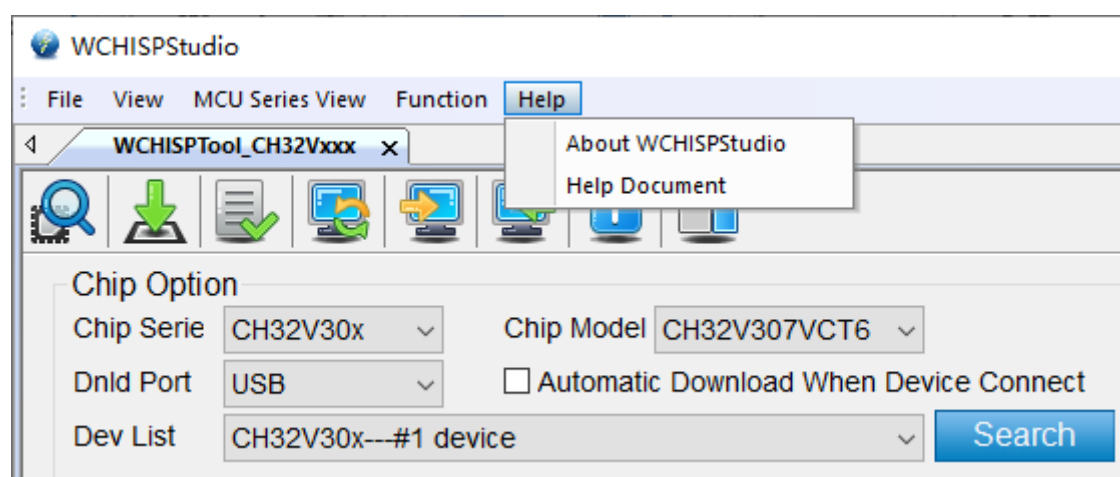 WCHISPStudio
File View MCU Series View Function Help
WCHISPTool_CH32Vxxx x
About WCHISPStudio
Help Document
Chip Option
Chip Serie CH32V30x Chip Model CH32V307VCT6
Dnld Port USB Automatic Download When Device Connect
Dev List CH32V30x---#1 device Search